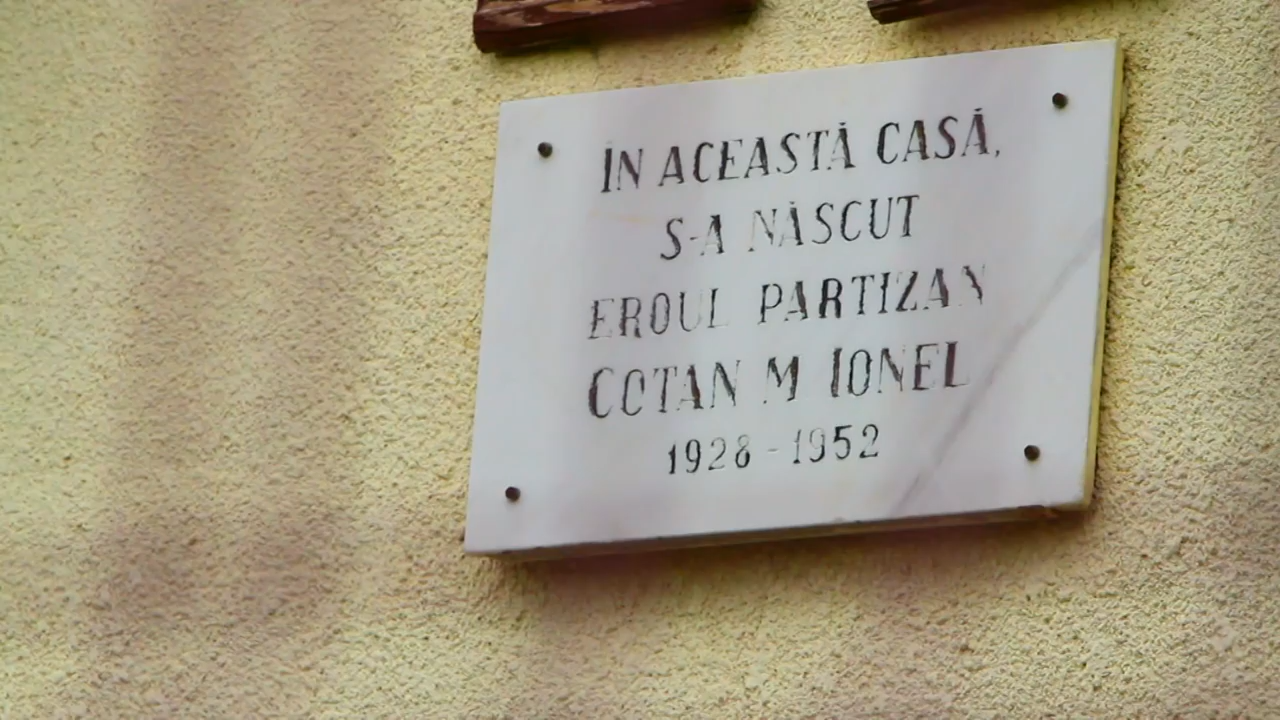 ÎN ACEASTĂ CASĂ,
S-A NĂSCUT
EROUL PARTIZAN
COTAN M IONEL
1928 - 1952